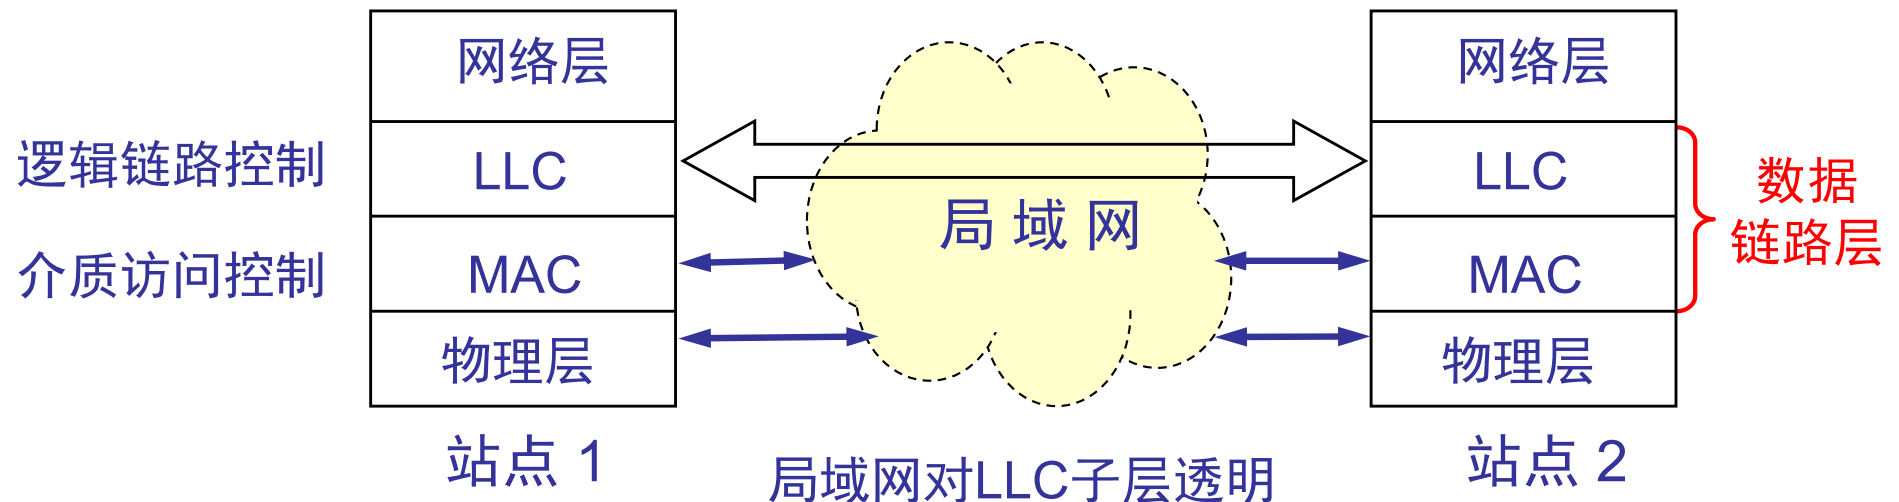 网络层
网络层
逻辑链路控制
LLC
LLC
数据
链路层
局 域 网
介质访问控制
MAC
MAC
物理层
物理层
站点 1
局域网对LLC子层透明
站点 2